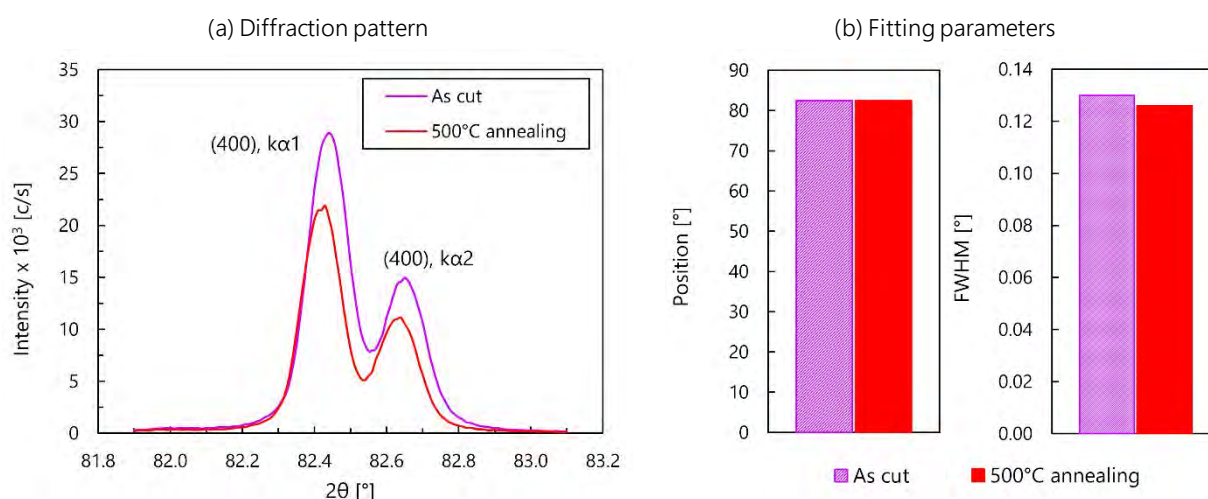 (a) Diffraction pattern
(b) Fitting parameters
35
30
25
20
15
10
5
0
Intensity x 10³ [c/s]
As cut
500°C annealing
(400), kα1
(400), kα2
81.8 82.0 82.2 82.4 82.6 82.8 83.0 83.2
2θ [°]
90
80
70
60
50
40
30
20
10
0
Position [°]
0.14
0.12
0.10
0.08
0.06
0.04
0.02
0.00
FWHM [°]
As cut
500°C annealing